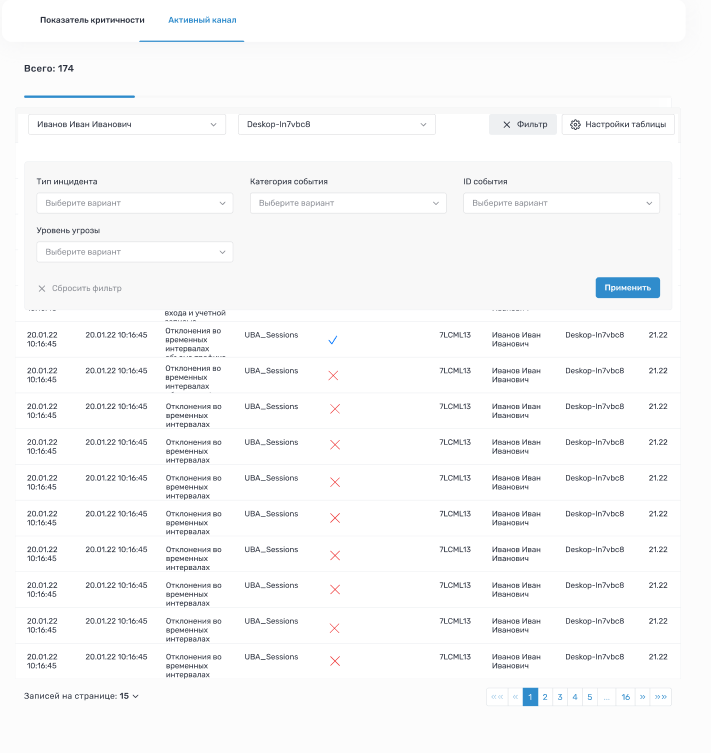 Показатель критичности Активный канал
Всего: 174
Иванов Иван Иванович Deskop-ln7vbc8 Фильтр Настройки таблицы
Тип инцидента Категория события ID события
Выберите вариант Выберите вариант Выберите вариант
Уровень угрозы
Выберите вариант
Сбросить фильтр Применить
входа и учетной Иванович
20.01.22 20.01.22 10:16:45 Отклонения во UBA_Sessions 7LCML13 Иванов Иван Deskop-ln7vbc8 21.22
10:16:45 временных Иванович
интервалах
20.01.22 20.01.22 10:16:45 Отклонения во UBA_Sessions 7LCML13 Иванов Иван Deskop-ln7vbc8 21.22
10:16:45 временных Иванович
интервалах
20.01.22 20.01.22 10:16:45 Отклонения во UBA_Sessions 7LCML13 Иванов Иван Deskop-ln7vbc8 21.22
10:16:45 временных Иванович
интервалах
20.01.22 20.01.22 10:16:45 Отклонения во UBA_Sessions 7LCML13 Иванов Иван Deskop-ln7vbc8 21.22
10:16:45 временных Иванович
интервалах
20.01.22 20.01.22 10:16:45 Отклонения во UBA_Sessions 7LCML13 Иванов Иван Deskop-ln7vbc8 21.22
10:16:45 временных Иванович
интервалах
20.01.22 20.01.22 10:16:45 Отклонения во UBA_Sessions 7LCML13 Иванов Иван Deskop-ln7vbc8 21.22
10:16:45 временных Иванович
интервалах
20.01.22 20.01.22 10:16:45 Отклонения во UBA_Sessions 7LCML13 Иванов Иван Deskop-ln7vbc8 21.22
10:16:45 временных Иванович
интервалах
20.01.22 20.01.22 10:16:45 Отклонения во UBA_Sessions 7LCML13 Иванов Иван Deskop-ln7vbc8 21.22
10:16:45 временных Иванович
интервалах
20.01.22 20.01.22 10:16:45 Отклонения во UBA_Sessions 7LCML13 Иванов Иван Deskop-ln7vbc8 21.22
10:16:45 временных Иванович
интервалах
20.01.22 20.01.22 10:16:45 Отклонения во UBA_Sessions 7LCML13 Иванов Иван Deskop-ln7vbc8 21.22
10:16:45 временных Иванович
интервалах
Записей на странице: 15 «« « 1 2 3 4 5 ... 16 » »»